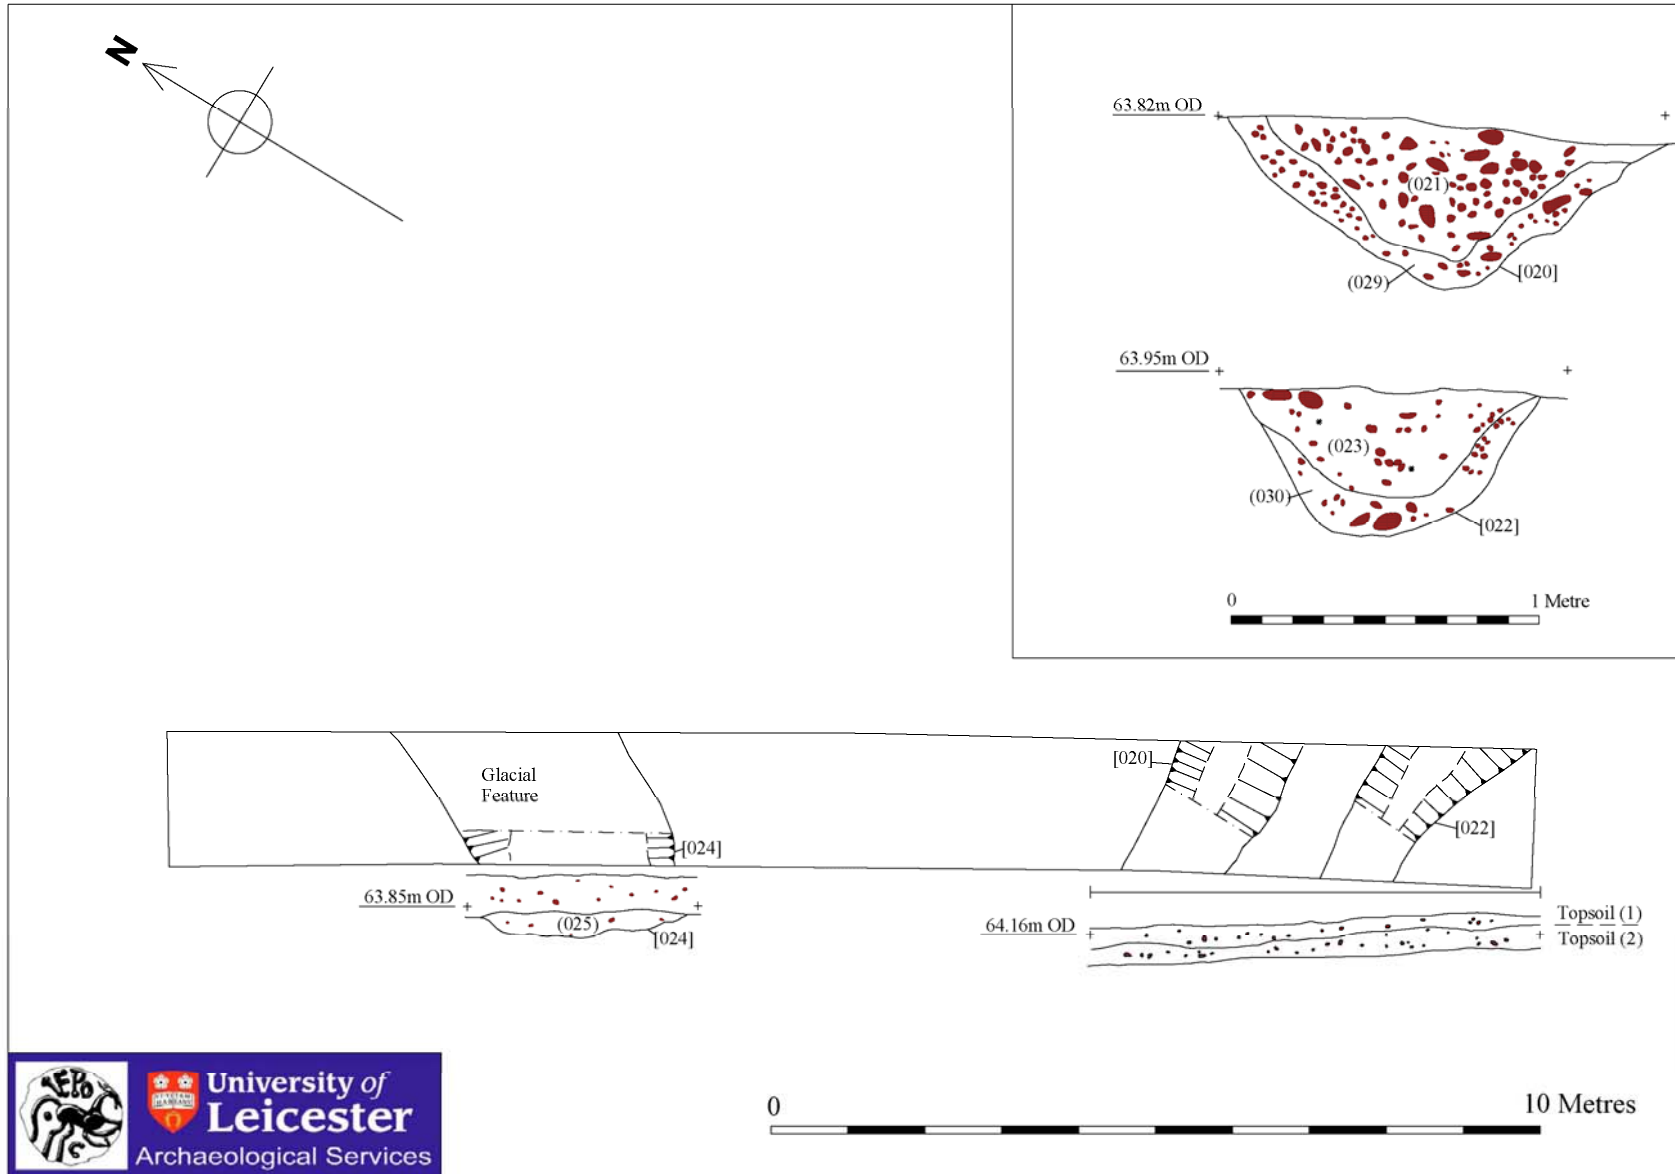 N
63.82m OD
(021)
(029)
[020]
63.95m OD
(023)
(030)
[022]
0
1 Metre
Glacial
Feature
[020]
[022]
[024]
63.85m OD
(025)
[024]
64.16m OD
Topsoil (1)
Topsoil (2)
University of
Leicester
Archaeological Services
0
10 Metres